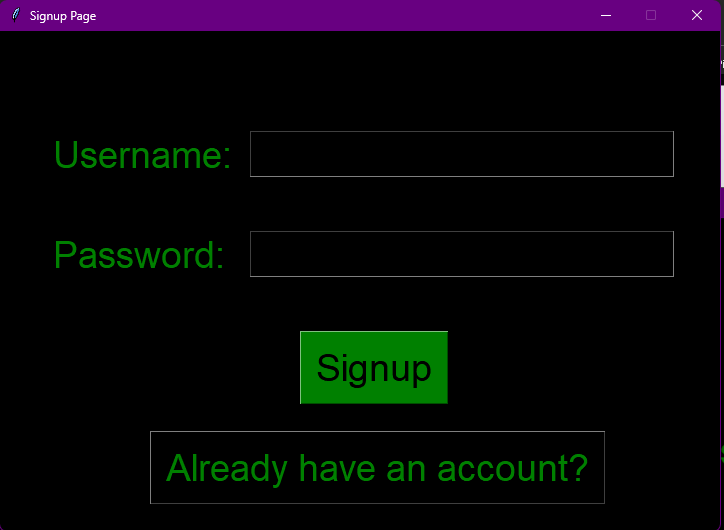 Signup Page
Username:
Password:
Signup
Already have an account?